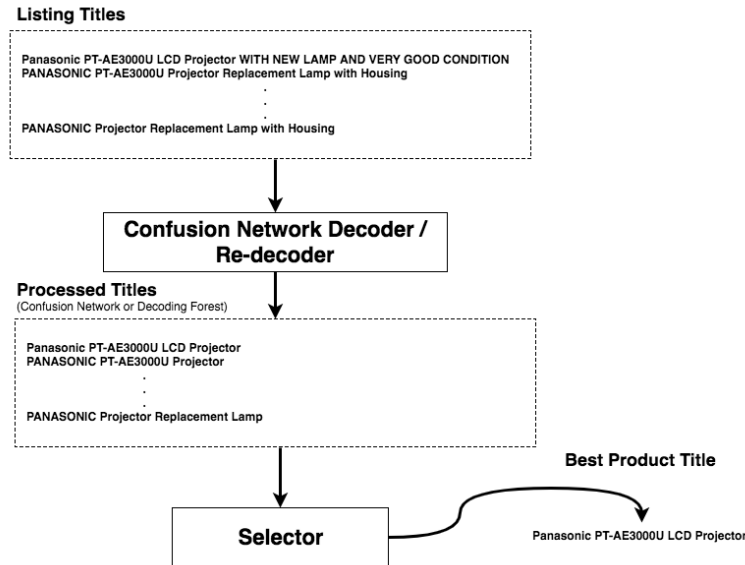 Listing Titles
Panasonic PT-AE3000U LCD Projector WITH NEW LAMP AND VERY GOOD CONDITION
PANASONIC PT-AE3000U Projector Replacement Lamp with Housing
.
.
.
PANASONIC Projector Replacement Lamp with Housing
Confusion Network Decoder /
Re-decoder
Processed Titles
(Confusion Network or Decoding Forest)
Panasonic PT-AE3000U LCD Projector
PANASONIC PT-AE3000U Projector
.
.
.
PANASONIC Projector Replacement Lamp
Best Product Title
Selector
Panasonic PT-AE3000U LCD Projector